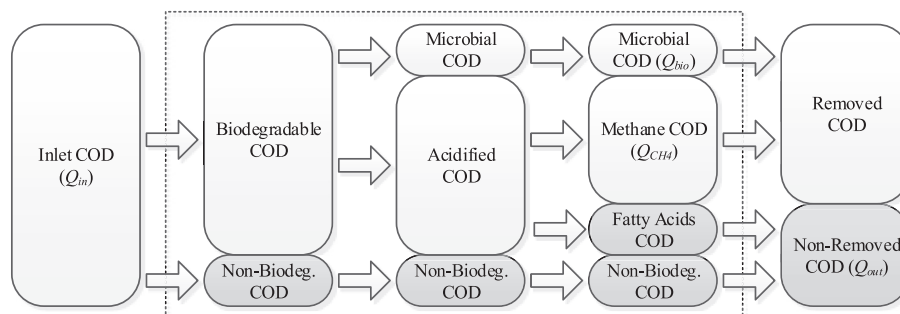 Inlet COD
(Qin)
Biodegradable
COD
Non-Biodeg.
COD
Microbial
COD
Acidified
COD
Non-Biodeg.
COD
Microbial
COD (Qbio)
Methane COD
(QCH4)
Fatty Acids
COD
Non-Biodeg.
COD
Removed
COD
Non-Removed
COD (Qout)